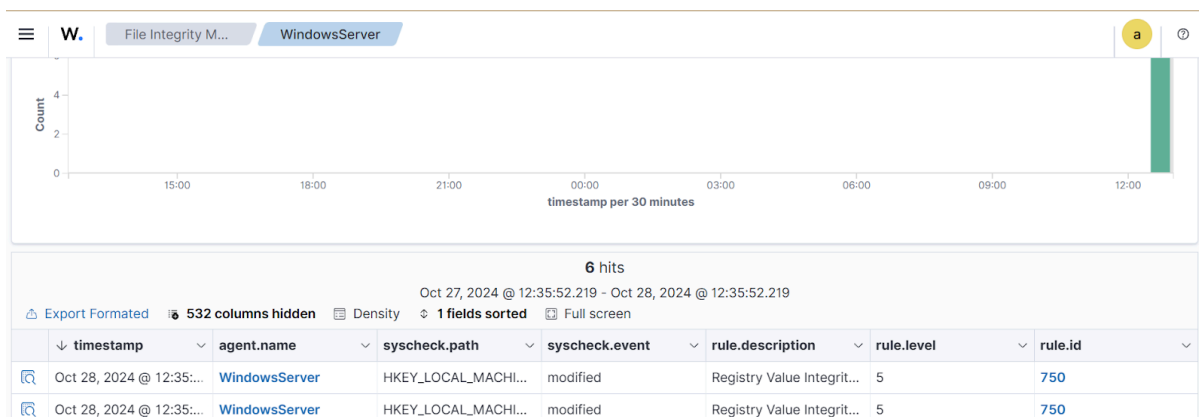 W. File Integrity M... WindowsServer a
Count
4
2
0
15:00 18:00 21:00 00:00 03:00 06:00 09:00 12:00
timestamp per 30 minutes
6 hits
Oct 27, 2024 @ 12:35:52.219 - Oct 28, 2024 @ 12:35:52.219
Export Formated 532 columns hidden Density 1 fields sorted Full screen
timestamp agent.name syscheck.path syscheck.event rule.description rule.level rule.id
Oct 28, 2024 @ 12:35:... WindowsServer HKEY_LOCAL_MACHI... modified Registry Value Integrit... 5 750
Oct 28, 2024 @ 12:35:... WindowsServer HKEY_LOCAL_MACHI... modified Registry Value Integrit... 5 750